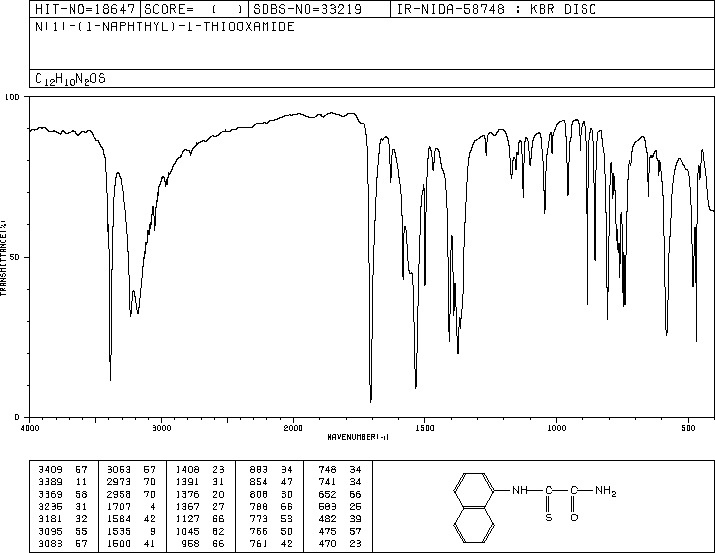 HIT-NO=18647 SCORE= ( ) SDBS-NO=33219 IR-NIDA-58748 : KBR DISC
N(1)-(1-NAPHTHYL)-1-THIOOXAMIDE
C12H10N2OS
100
50
0
TRANSMITTANCE(%)
4000 3000 2000 1500 1000 500
WAVENUMBER(-1)
3409 67 3063 67 1408 23 883 34 748 34
3389 11 2973 70 1391 31 854 47 741 34
3369 58 2958 70 1376 20 808 30 652 66
3235 31 1707 4 1367 27 788 66 583 25
3181 32 1584 42 1127 66 773 53 482 39
3095 55 1535 9 1045 62 766 50 475 57
3083 57 1500 41 958 66 761 42 470 23
NH C C NH2
S O